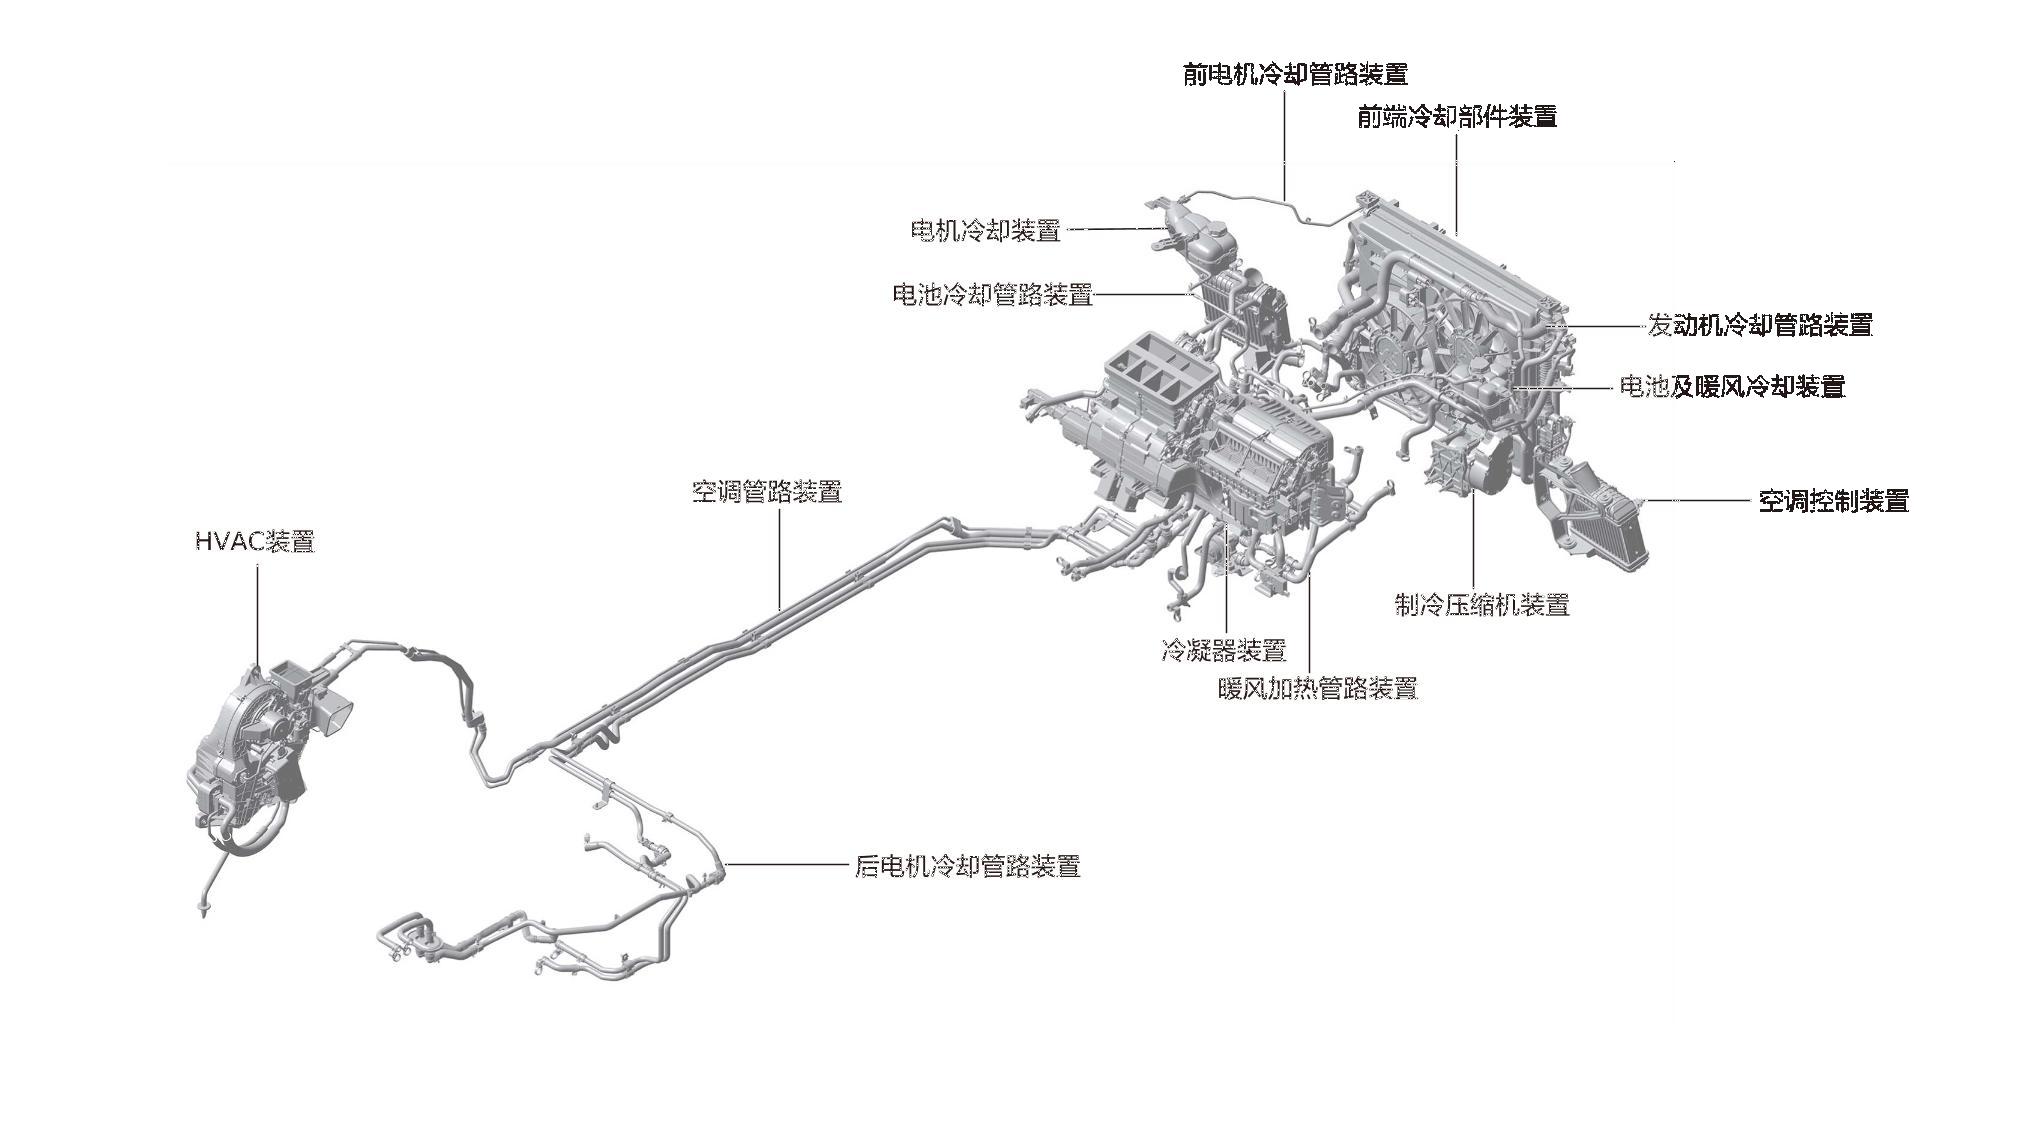 前电机冷却管路装置
前端冷却部件装置
电机冷却装置
电池冷却管路装置
发动机冷却管路装置
电池及暖风冷却装置
空调管路装置
空调控制装置
HVAC装置
制冷压缩机装置
冷凝器装置
暖风加热管路装置
后电机冷却管路装置